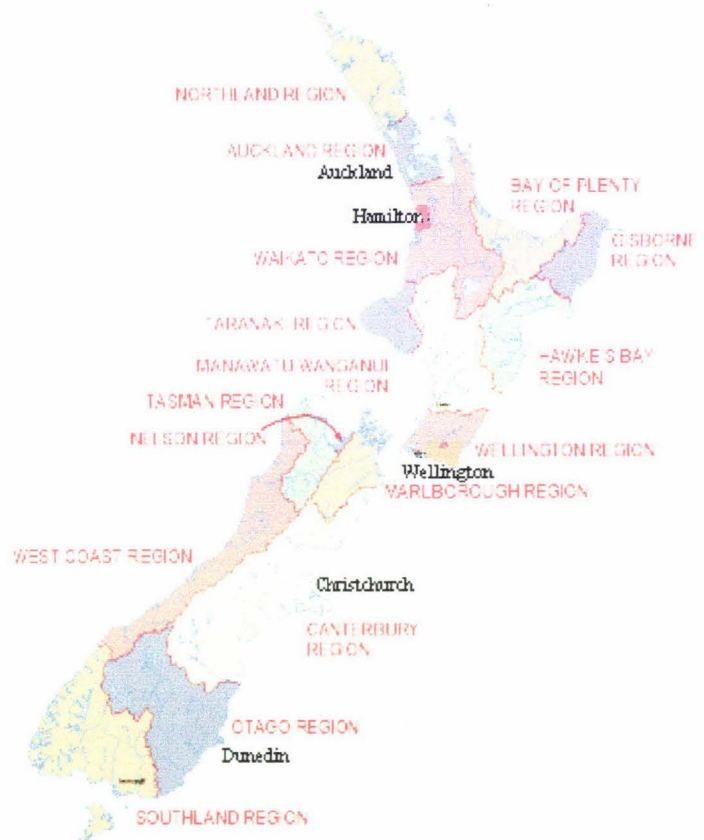 NORTHLAND REGION
AUCKLAND REGION
Auckland
BAY OF PLENTY
REGION
Hamilton
GISBORNE
REGION
WAIKATO REGION
TARANAKI REGION
HAWKE'S BAY
REGION
MANAWATU-WANGANUI
REGION
TASMAN REGION
NELSON REGION
WELLINGTON REGION
Wellington
MARLBOROUGH REGION
WEST COAST REGION
Christchurch
CANTERBURY
REGION
OTAGO REGION
Dunedin
SOUTHLAND REGION